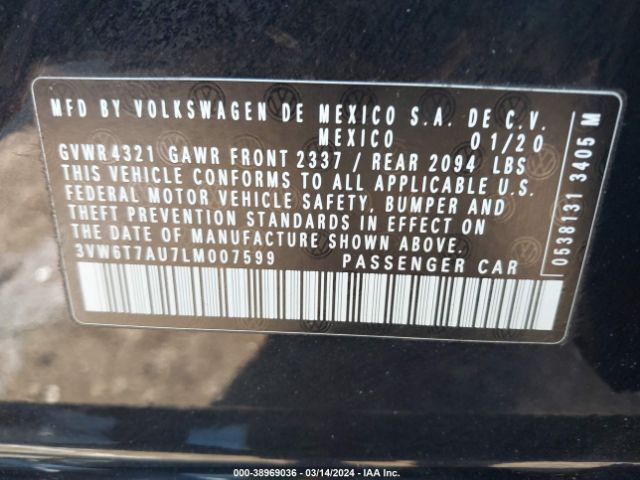 MFD BY VOLKSWAGEN DE MEXICO S.A. DE C.V.
MEXICO 01/20
GVWR4321 GAWR FRONT 2337 / REAR 2094 LBS
THIS VEHICLE CONFORMS TO ALL APPLICABLE U.S.
FEDERAL MOTOR VEHICLE SAFETY, BUMPER AND
THEFT PREVENTION STANDARDS IN EFFECT ON
THE DATE OF MANUFACTURE SHOWN ABOVE.
3VW6T7AU7LM007599 PASSENGER CAR
0538131 3405 M
000-38969036 - 03/14/2024 - IAA Inc.